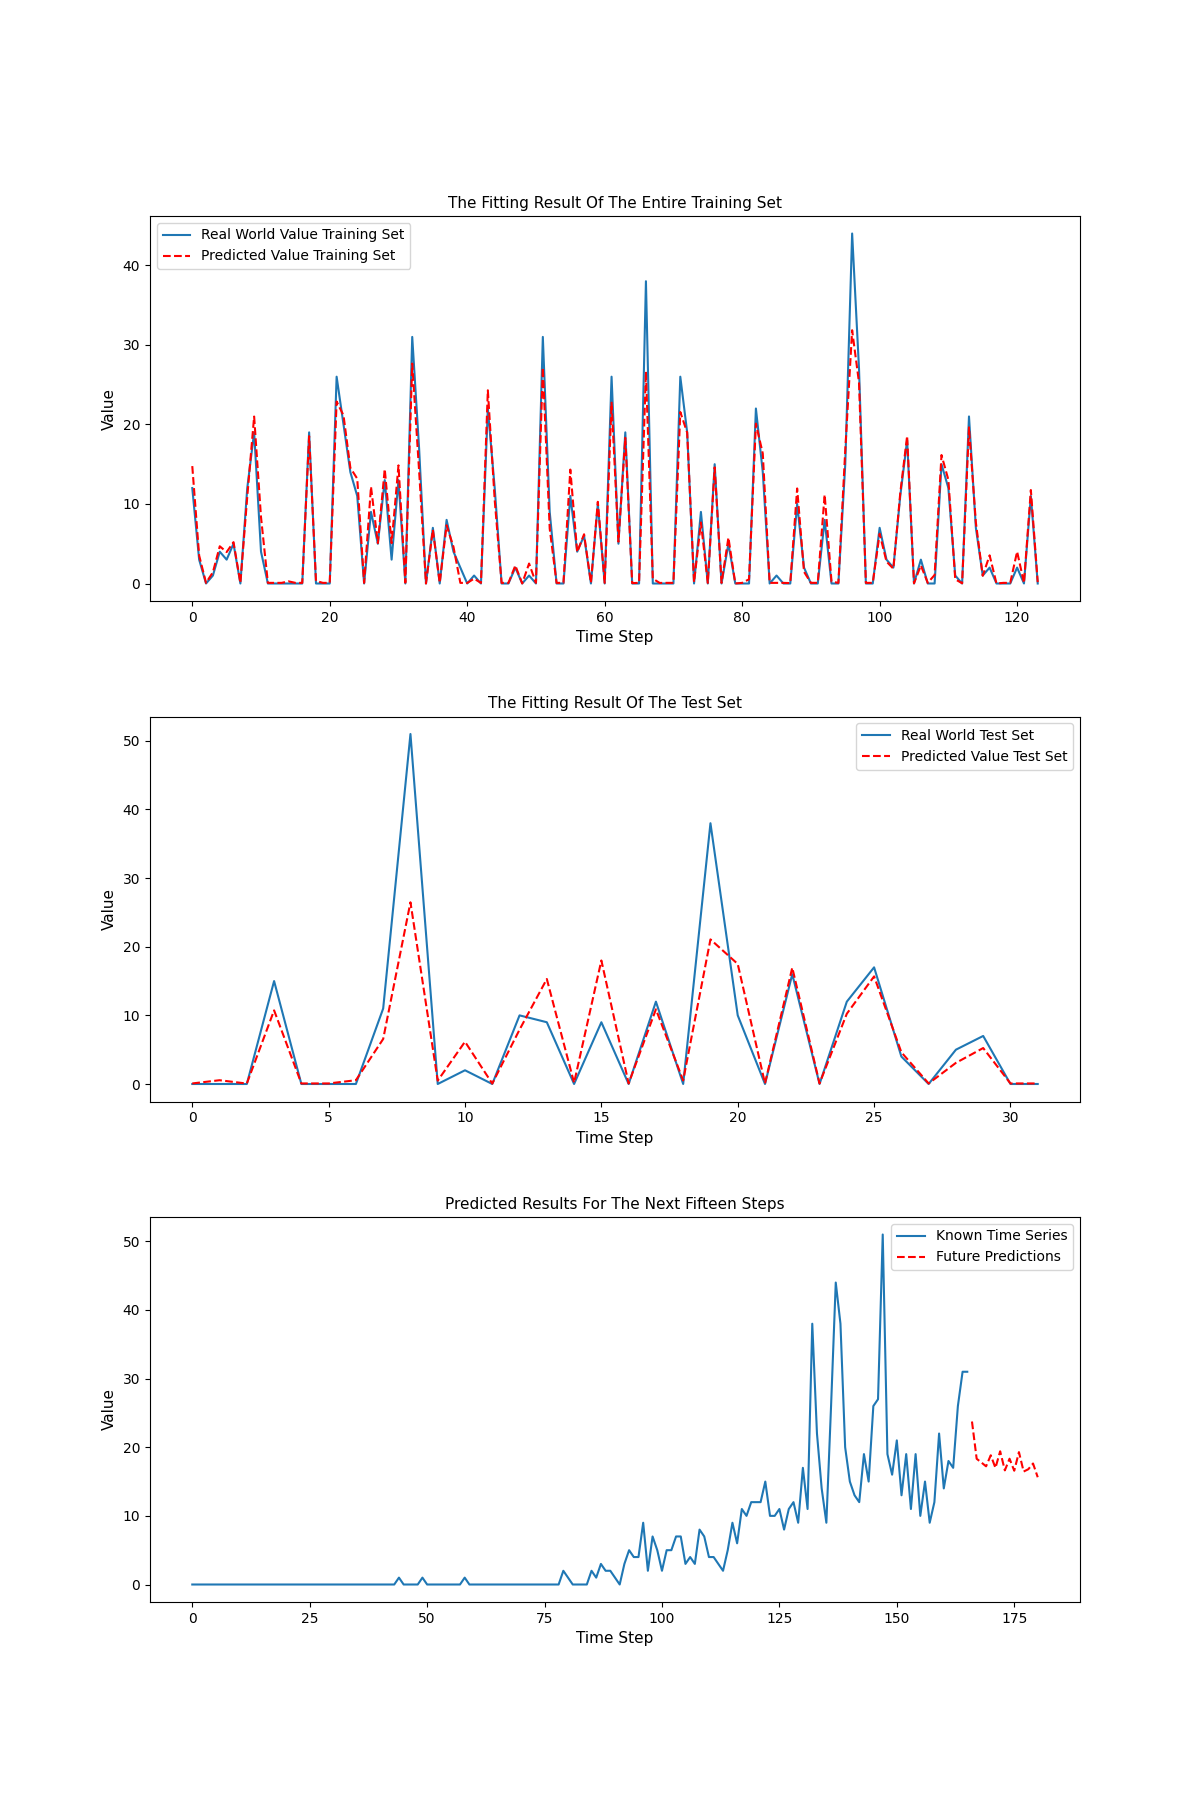 The Fitting Result Of The Entire Training Set
Real World Value Training Set
Predicted Value Training Set
Value
40
30
20
10
0
0 20 40 60 80 100 120
Time Step
The Fitting Result Of The Test Set
Real World Test Set
Predicted Value Test Set
Value
50
40
30
20
10
0
0 5 10 15 20 25 30
Time Step
Predicted Results For The Next Fifteen Steps
Known Time Series
Future Predictions
Value
50
40
30
20
10
0
0 25 50 75 100 125 150 175
Time Step